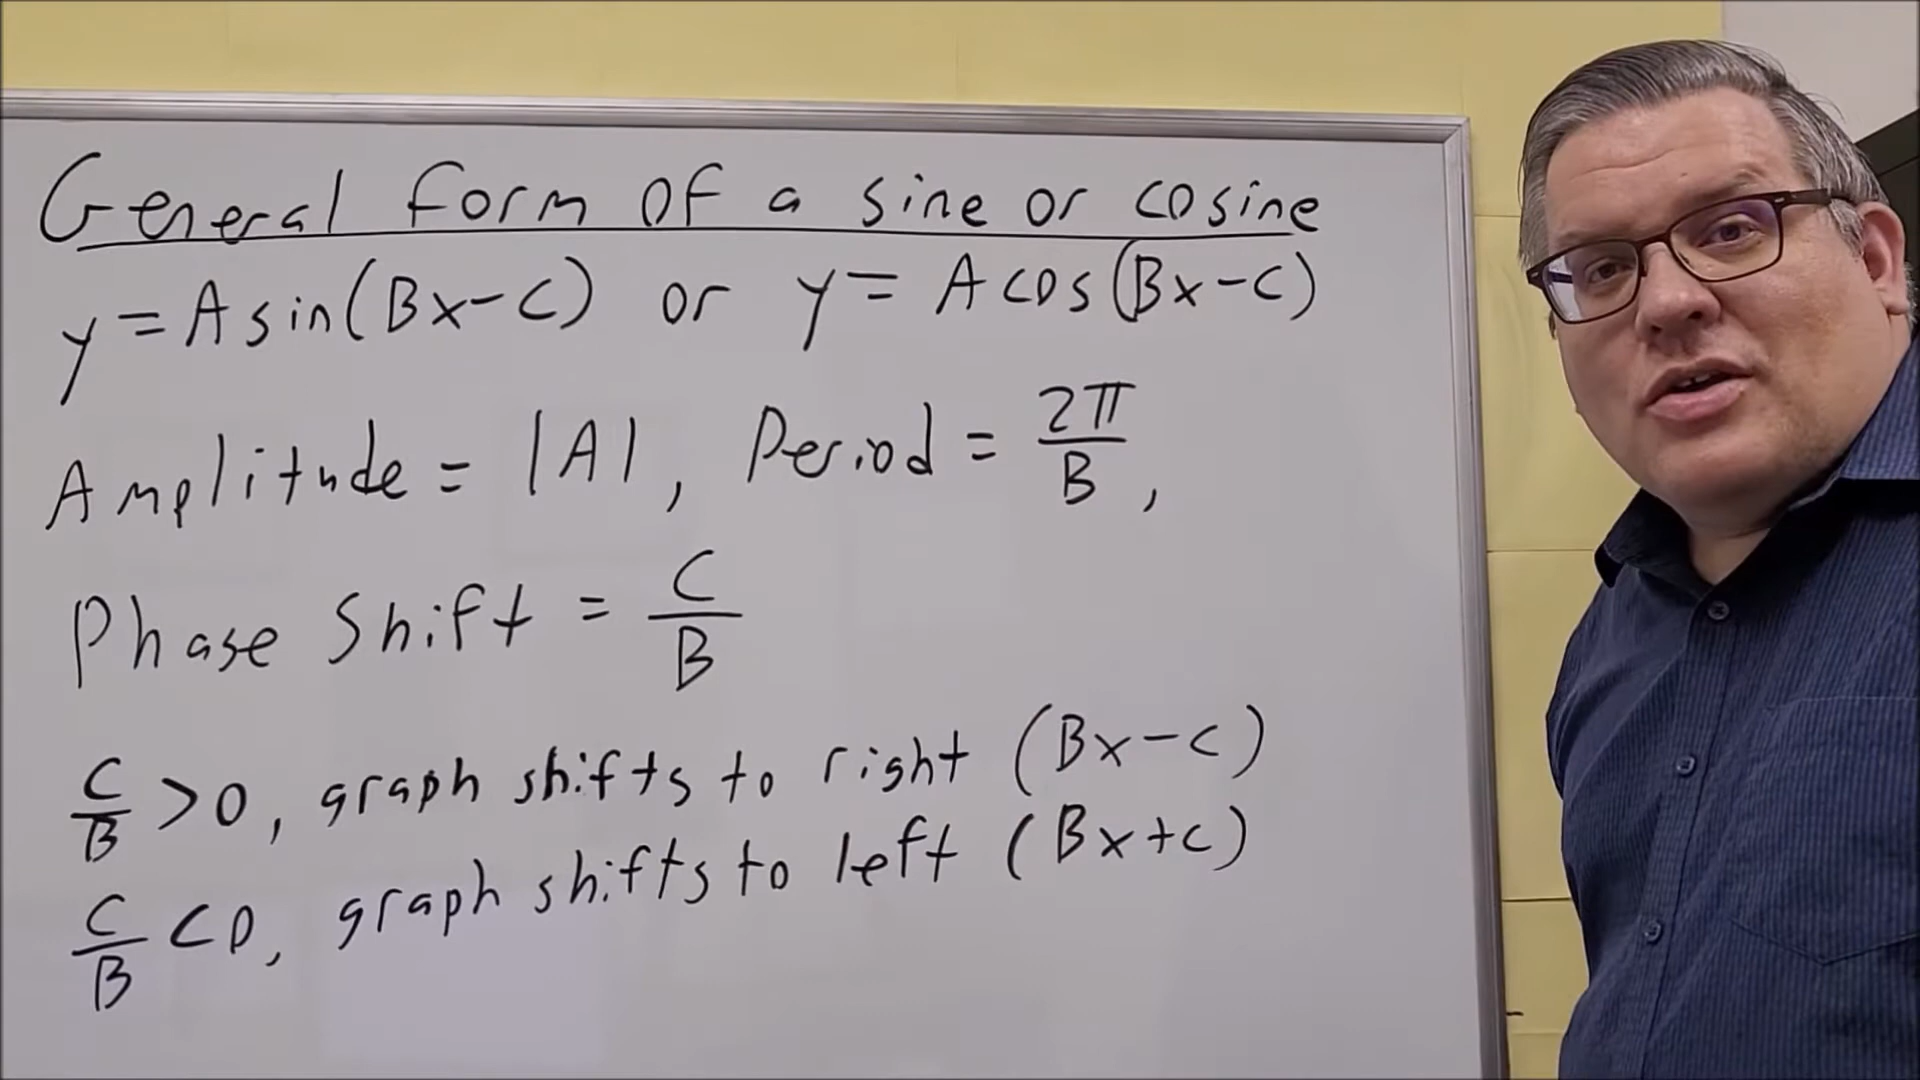 General form of a sine or cosine
y = A sin(Bx-C) or y = A cos(Bx-C)
Amplitude = |A|, Period = 2π/B,
Phase Shift = C/B
C/B > 0, graph shifts to right (Bx-C)
C/B < 0, graph shifts to left (Bx+C)